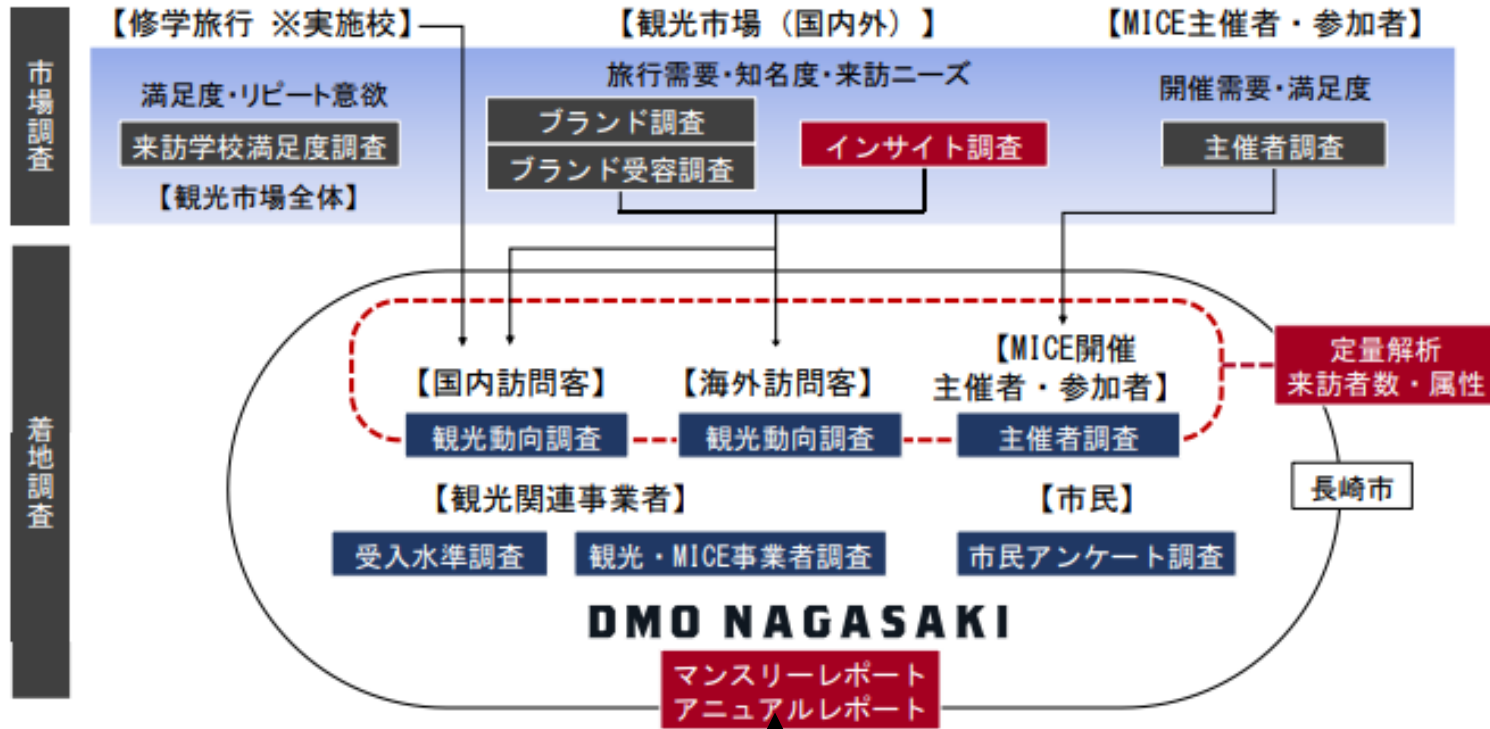 市場調査
【修学旅行 ※実施校】
【観光市場（国内外）】
【MICE主催者・参加者】
満足度・リピート意欲
来訪学校満足度調査
【観光市場全体】
旅行需要・知名度・来訪ニーズ
ブランド調査
ブランド受容調査
インサイト調査
開催需要・満足度
主催者調査
着地調査
【国内訪問客】
観光動向調査
【海外訪問客】
観光動向調査
【MICE開催
主催者・参加者】
主催者調査
定量解析
来訪者数・属性
長崎市
【観光関連事業者】
受入水準調査
観光・MICE事業者調査
【市民】
市民アンケート調査
DMO NAGASAKI
マンスリーレポート
アニュアルレポート